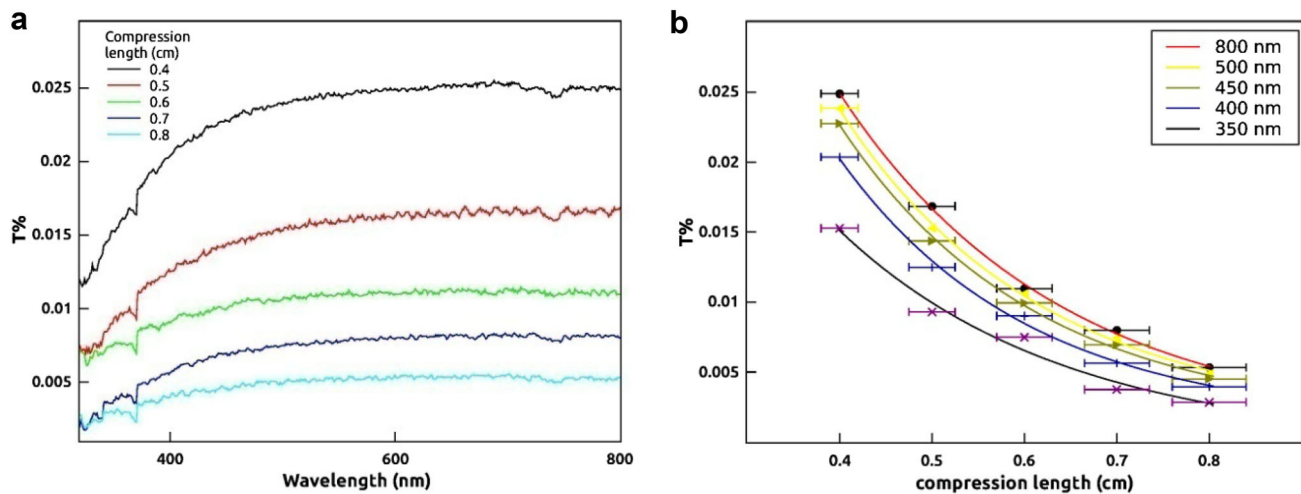 a
Compression
length (cm)
0.4
0.5
0.6
0.7
0.8
T%
0.025
0.02
0.015
0.01
0.005
400
600
800
Wavelength (nm)
b
800 nm
500 nm
450 nm
400 nm
350 nm
T%
0.025
0.02
0.015
0.01
0.005
0.4
0.5
0.6
0.7
0.8
compression length (cm)